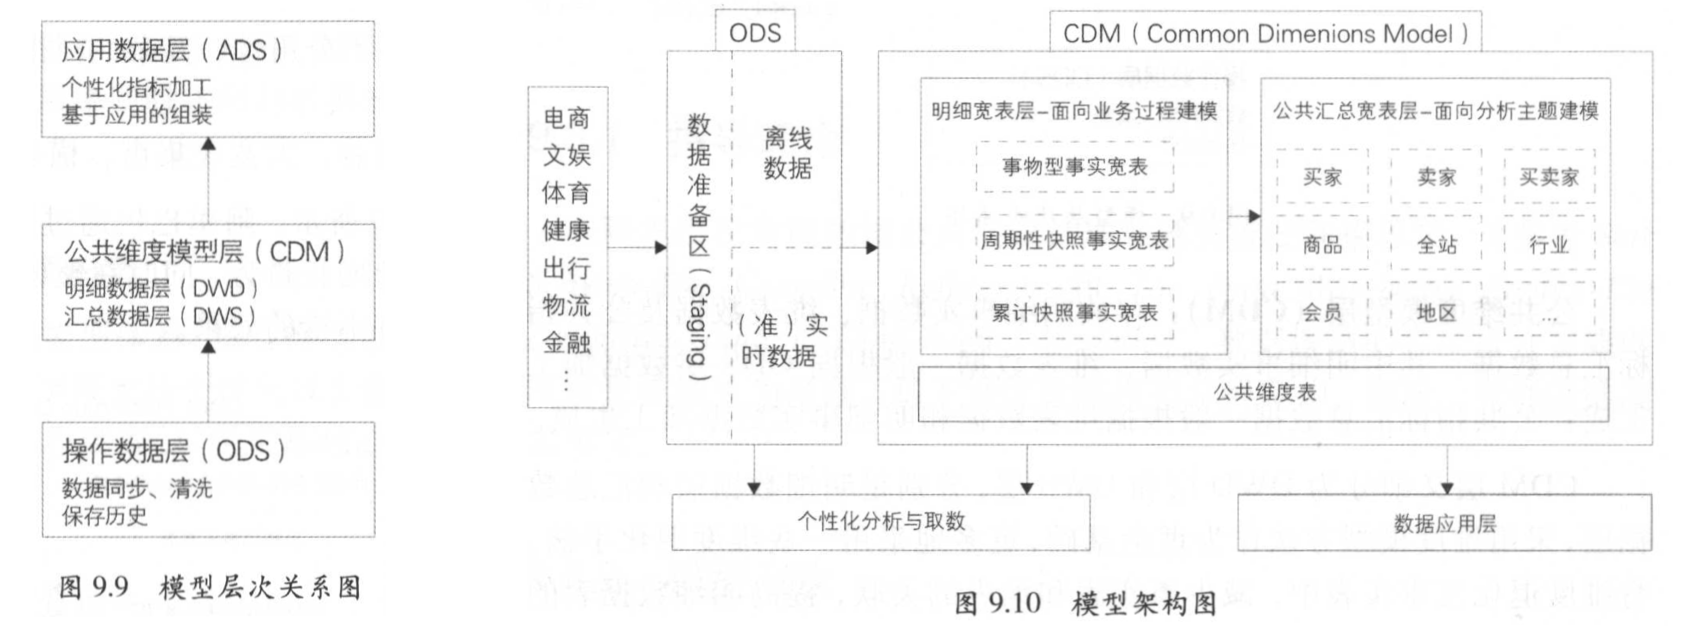 应用数据层（ADS）
个性化指标加工
基于应用的组装
公共维度模型层（CDM）
明细数据层（DWD）
汇总数据层（DWS）
操作数据层（ODS）
数据同步、清洗
保存历史
图 9.9 模型层次关系图
电商
文娱
体育
健康
出行
物流
金融
…
ODS
数据准备区（Staging）
离线
数据
（准）实
时数据
CDM（Common Dimenions Model）
明细宽表层-面向业务过程建模
事物型事实宽表
周期性快照事实宽表
累计快照事实宽表
公共汇总宽表层-面向分析主题建模
买家 卖家 买卖家
商品 全站 行业
会员 地区 …
公共维度表
个性化分析与取数
数据应用层
图 9.10 模型架构图